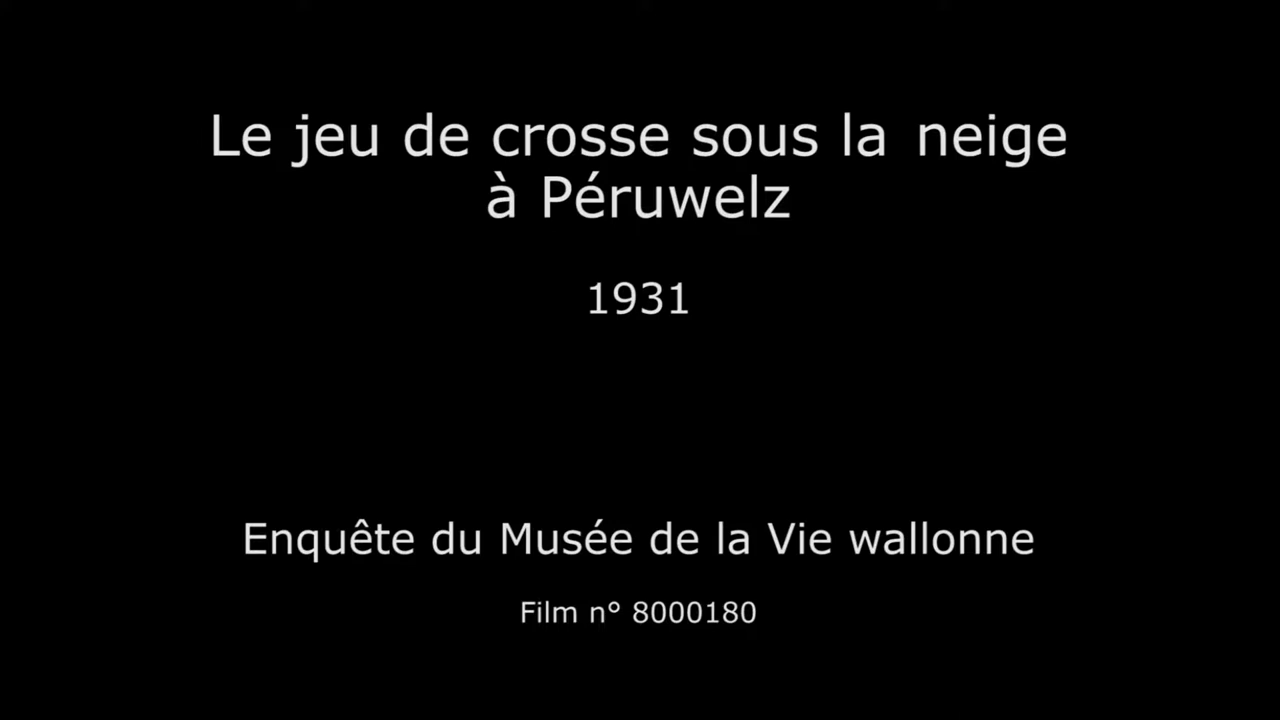 Le jeu de crosse sous la neige
à Péruwelz
1931
Enquête du Musée de la Vie wallonne
Film n° 8000180